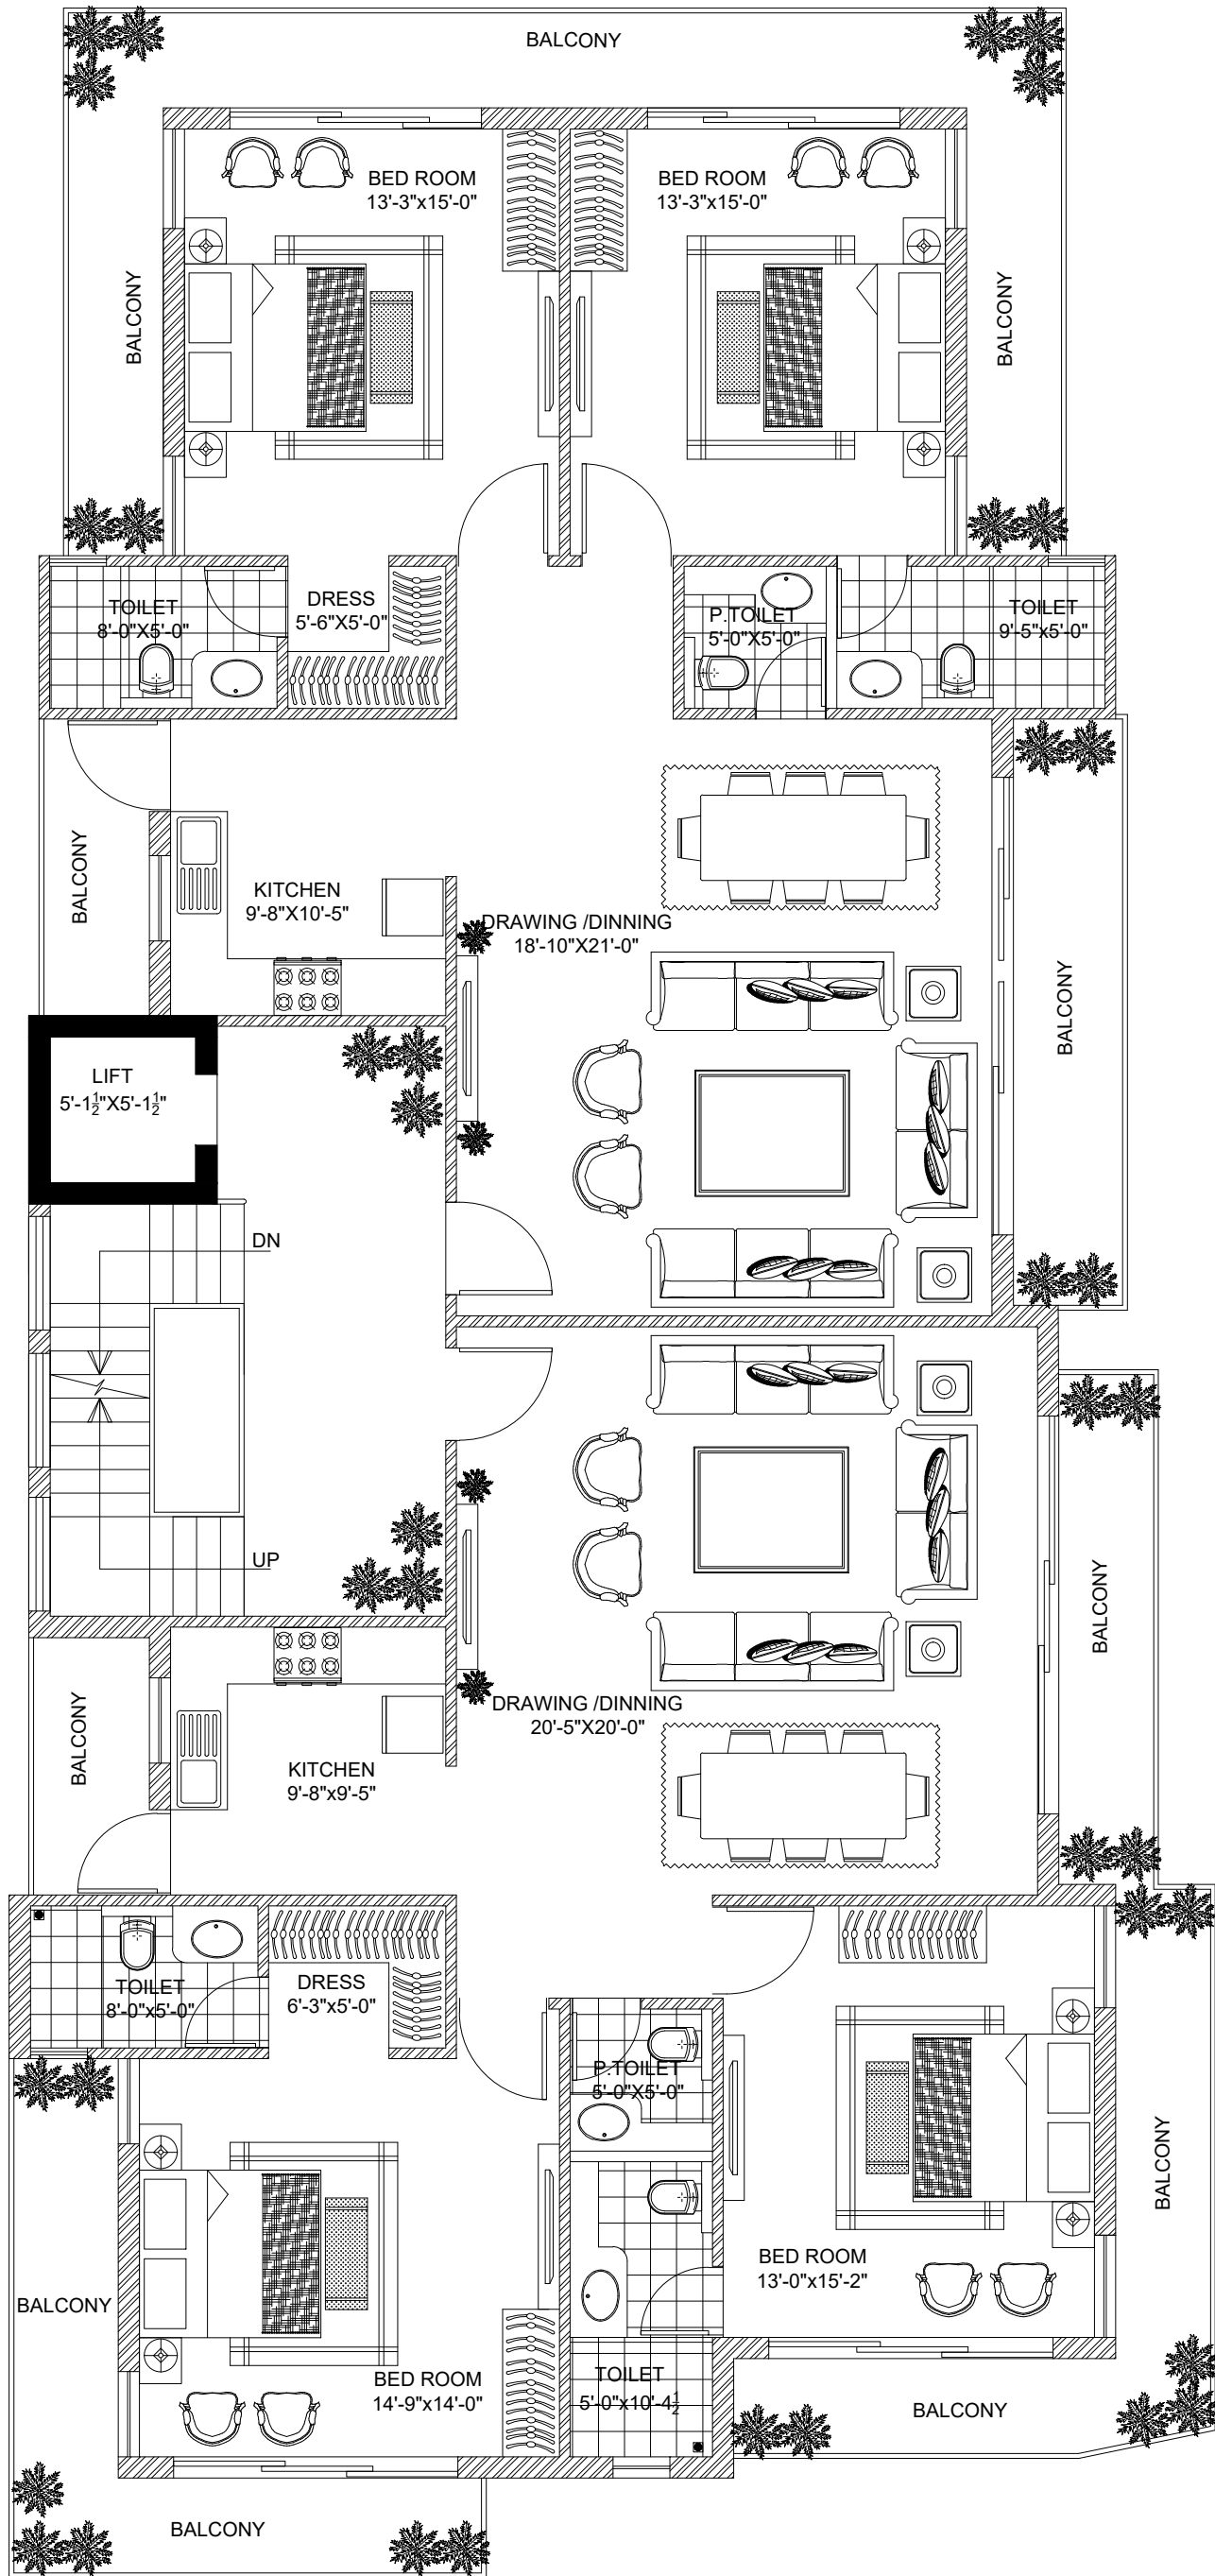 BALCONY
BED ROOM
13'-3"x15'-0"
BED ROOM
13'-3"x15'-0"
BALCONY
BALCONY
TOILET
8'-0"X5'-0"
DRESS
5'-6"X5'-0"
P.TOILET
5'-0"X5'-0"
TOILET
9'-5"x5'-0"
BALCONY
KITCHEN
9'-8"X10'-5"
DRAWING /DINNING
18'-10"X21'-0"
BALCONY
LIFT
5'-1½"X5'-1½"
DN
UP
BALCONY
BALCONY
DRAWING /DINNING
20'-5"X20'-0"
KITCHEN
9'-8"x9'-5"
TOILET
8'-0"x5'-0"
DRESS
6'-3"x5'-0"
P.TOILET
5'-0"X5'-0"
BALCONY
BED ROOM
13'-0"x15'-2"
BALCONY
BED ROOM
14'-9"x14'-0"
TOILET
5'-0"x10'-4½
BALCONY
BALCONY